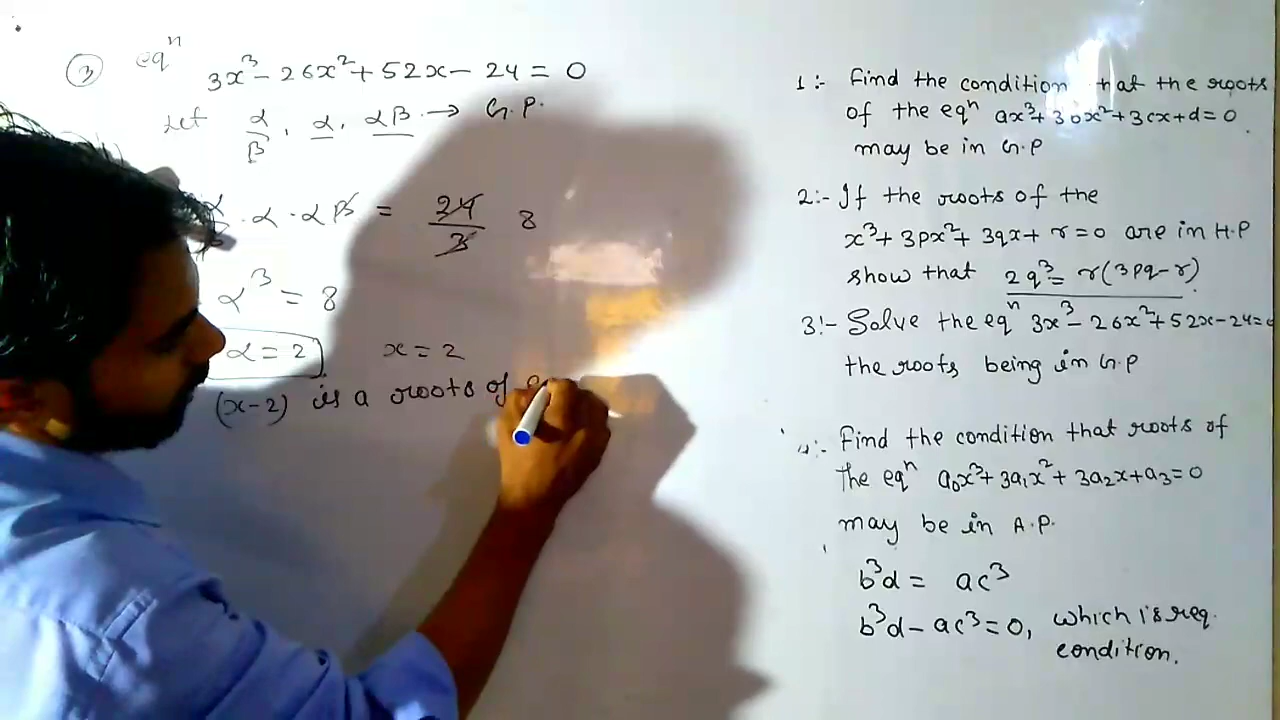 ③ eqⁿ 3x³ - 26x² + 52x - 24 = 0
Let α/β, α, αβ → G.P.
· α · αβ = 24/3 8
α³ = 8
α = 2 x = 2
(x-2) is a roots of
1:- Find the condition that the roots
of the eqⁿ ax³+3bx²+3cx+d=0
may be in G.P
2:- If the roots of the
x³+3px²+3qx+r=0 are in H.P
show that 2q³=r(3pq-r).
3:- Solve the eqⁿ 3x³-26x²+52x-24=0
the roots being in G.P
4:- Find the condition that roots of
the eqⁿ a₀x³+3a₁x²+3a₂x+a₃=0
may be in A.P.
b³d = ac³
b³d-ac³=0, which is req.
condition.